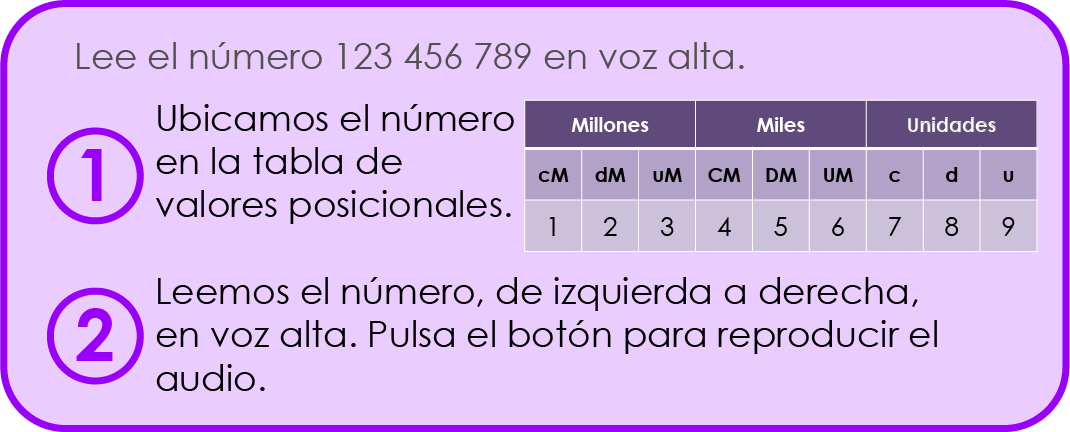 Lee el número 123 456 789 en voz alta.
1
Ubicamos el número
en la tabla de
valores posicionales.
Millones Miles Unidades
cM dM uM CM DM UM c d u
1 2 3 4 5 6 7 8 9
2
Leemos el número, de izquierda a derecha,
en voz alta. Pulsa el botón para reproducir el
audio.